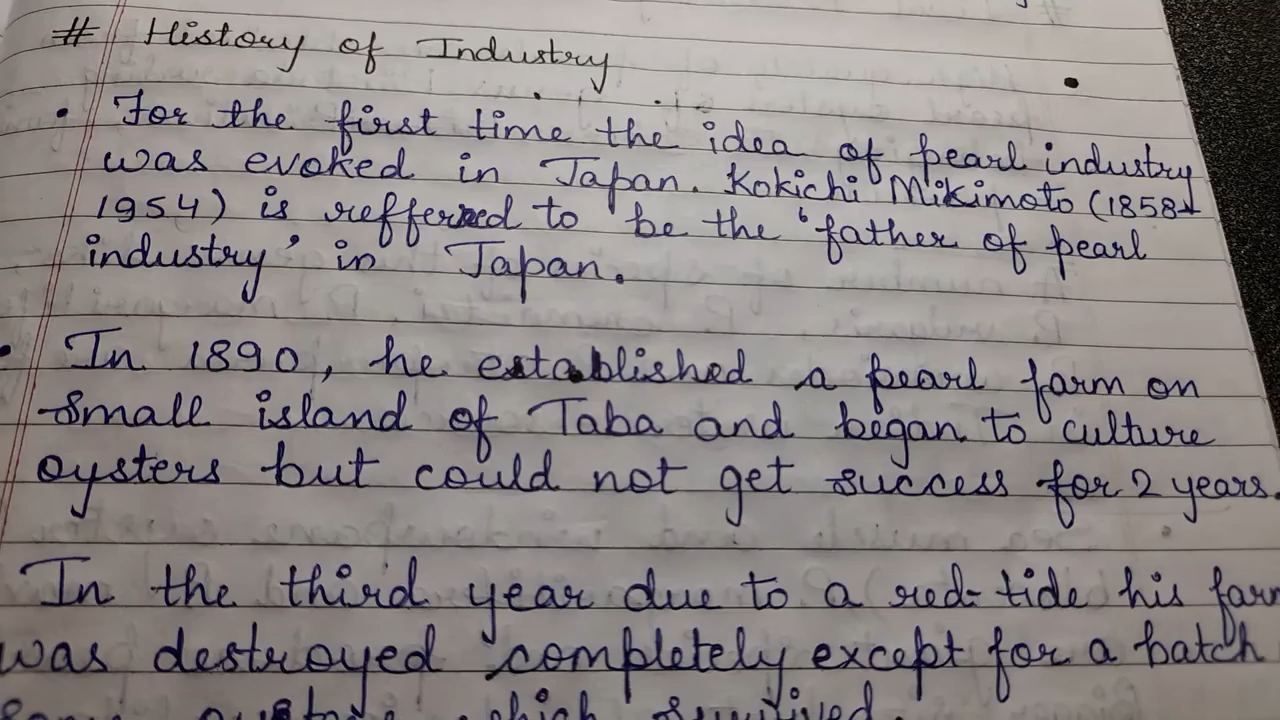 # History of Industry
• For the first time the idea of pearl industry
was evoked in Japan. Kokichi Mikimoto (1858-
1954) is refferred to be the 'father of pearl
industry' in Japan.
• In 1890, he established a pearl farm on
small island of Taba and began to culture
oysters but could not get success for 2 years.
In the third year due to a red-tide his farm
was destroyed completely except for a batch
which survived.